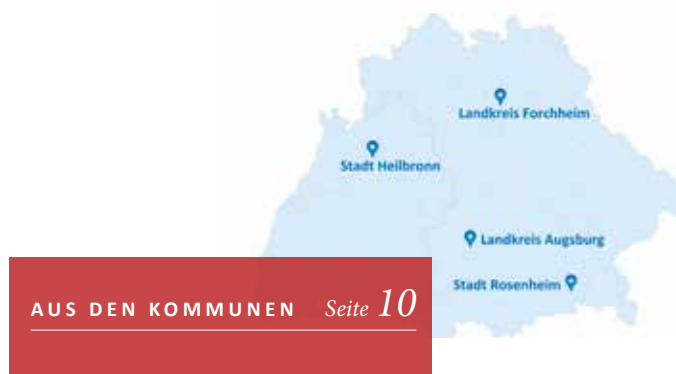 Landkreis Forchheim
Stadt Heilbronn
Landkreis Augsburg
Stadt Rosenheim
AUS DEN KOMMUNEN Seite 10